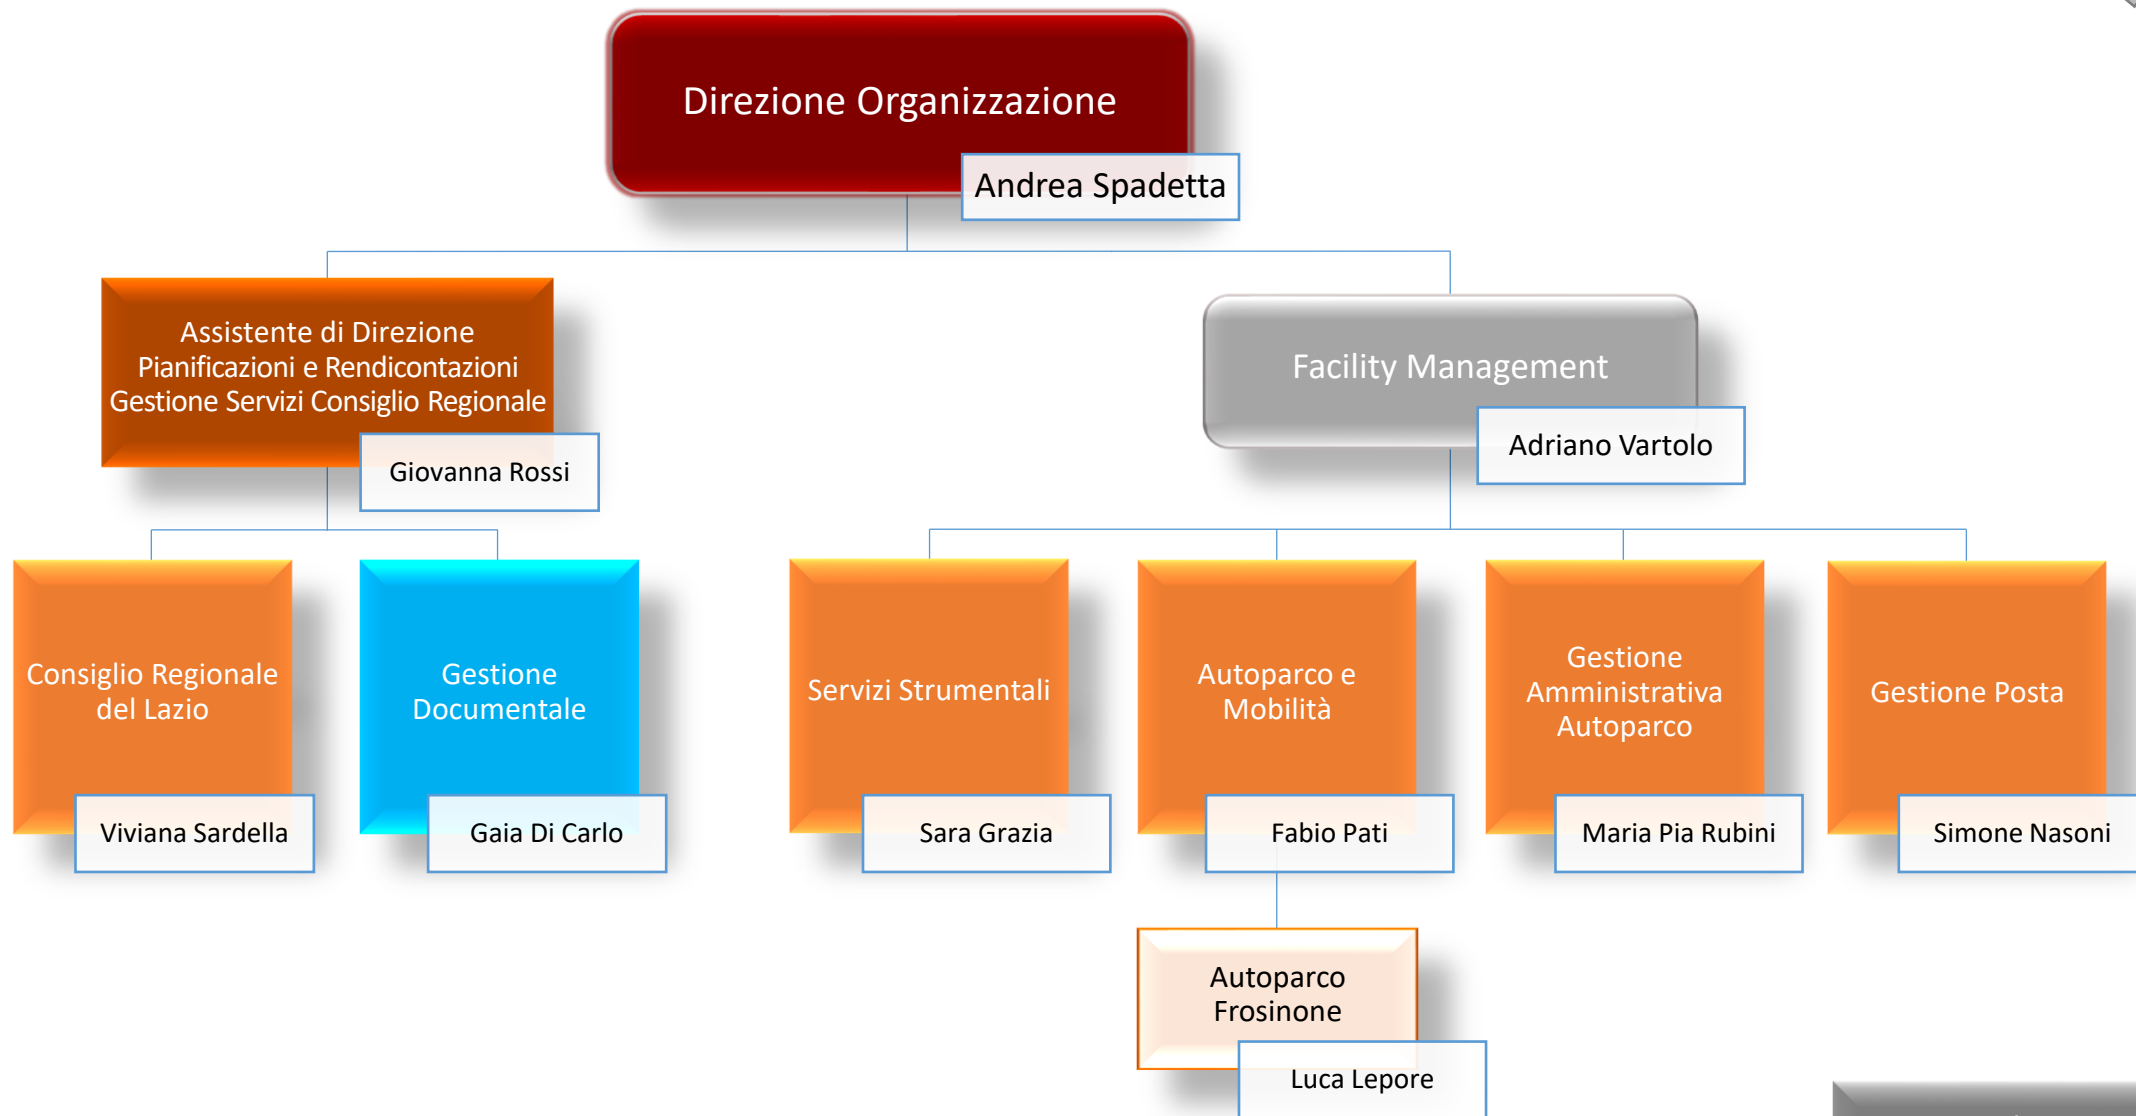 Direzione Organizzazione
Andrea Spadetta
Assistente di Direzione
Pianificazioni e Rendicontazioni
Gestione Servizi Consiglio Regionale
Giovanna Rossi
Facility Management
Adriano Vartolo
Consiglio Regionale
del Lazio
Viviana Sardella
Gestione
Documentale
Gaia Di Carlo
Servizi Strumentali
Sara Grazia
Autoparco e
Mobilità
Fabio Pati
Gestione
Amministrativa
Autoparco
Maria Pia Rubini
Gestione Posta
Simone Nasoni
Autoparco
Frosinone
Luca Lepore